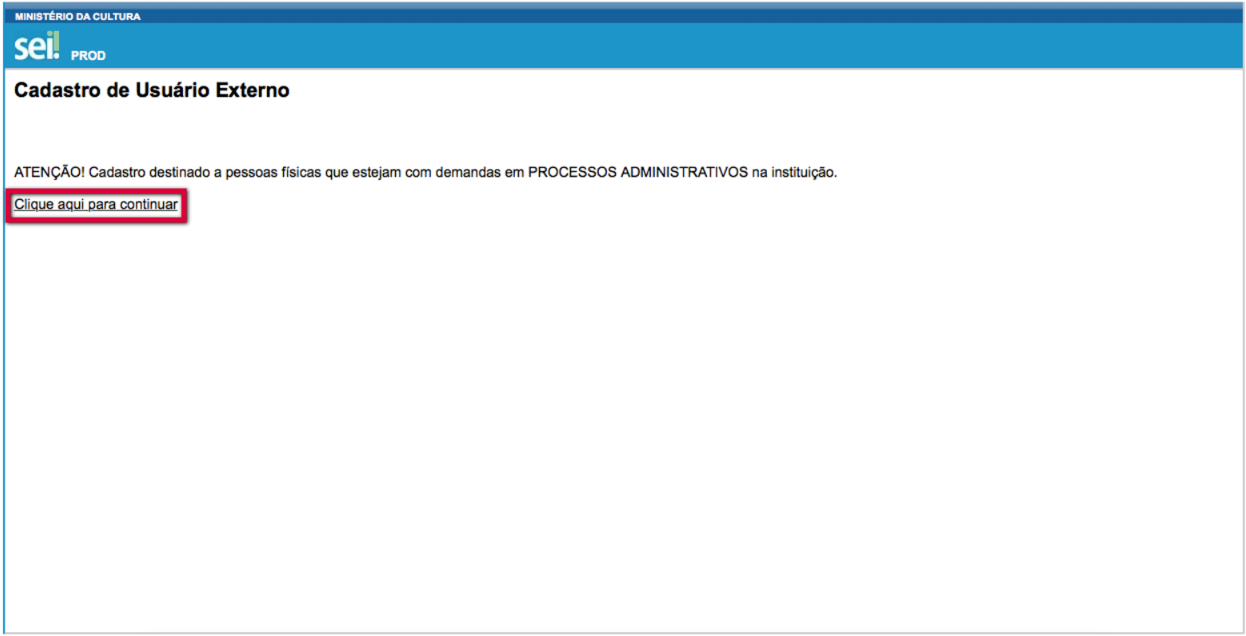 MINISTÉRIO DA CULTURA
sei! PROD
Cadastro de Usuário Externo
ATENÇÃO! Cadastro destinado a pessoas físicas que estejam com demandas em PROCESSOS ADMINISTRATIVOS na instituição.
Clique aqui para continuar